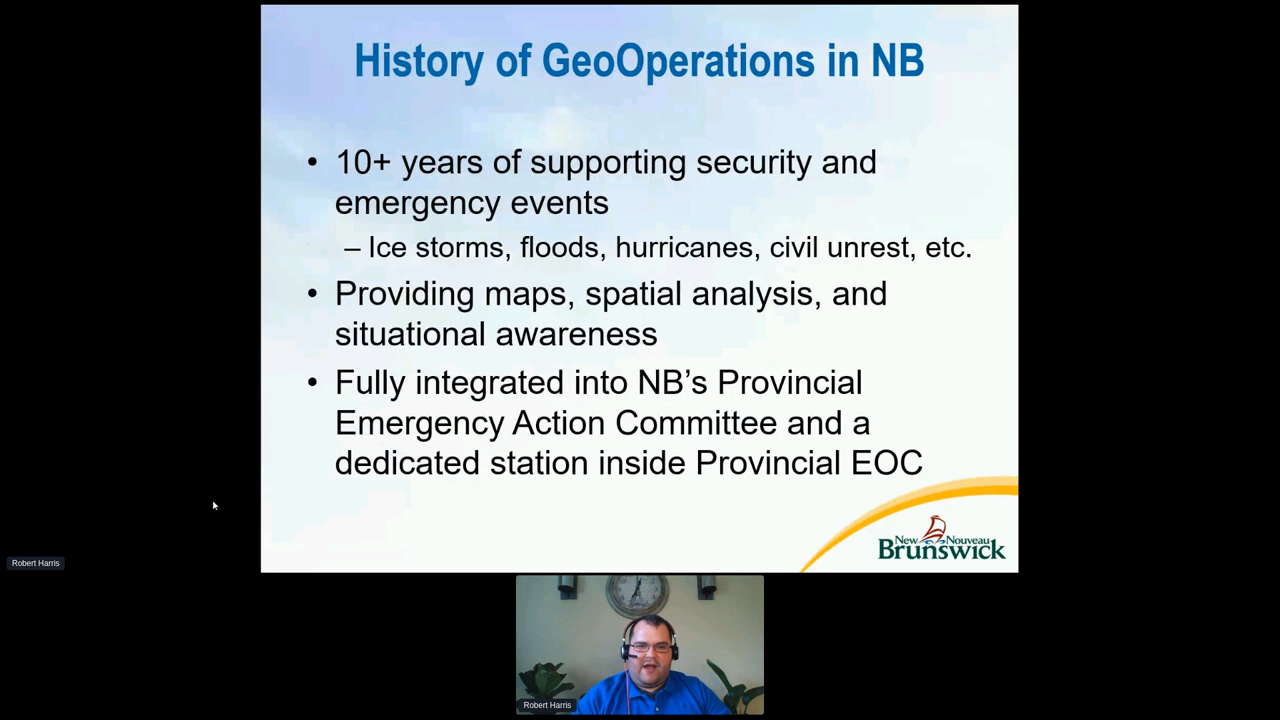 History of GeoOperations in NB
• 10+ years of supporting security and
emergency events
– Ice storms, floods, hurricanes, civil unrest, etc.
• Providing maps, spatial analysis, and
situational awareness
• Fully integrated into NB’s Provincial
Emergency Action Committee and a
dedicated station inside Provincial EOC
New Nouveau
Brunswick
Robert Harris
Robert Harris